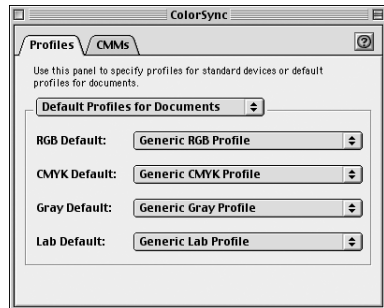 ColorSync
Profiles CMMs ?
Use this panel to specify profiles for standard devices or default
profiles for documents.
Default Profiles for Documents
RGB Default: Generic RGB Profile
CMYK Default: Generic CMYK Profile
Gray Default: Generic Gray Profile
Lab Default: Generic Lab Profile